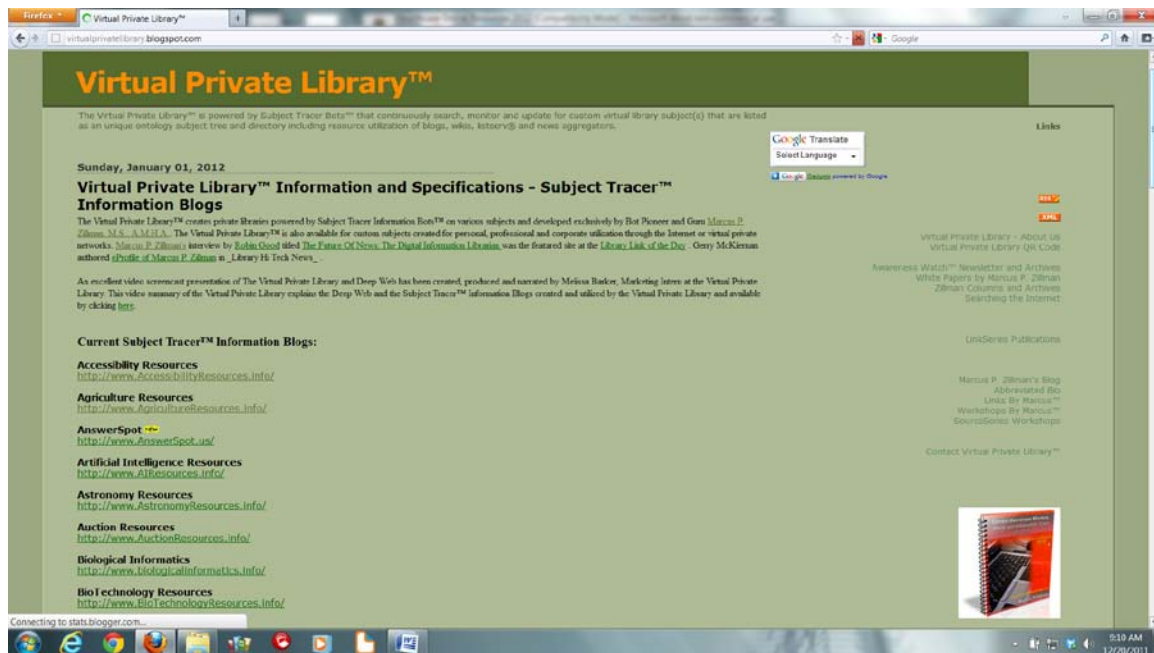 Firefox
Virtual Private Library™
+
virtualprivatelibrary.blogspot.com
Google
Virtual Private Library™
The Virtual Private Library™ is powered by Subject Tracer Bots™ that continuously search, monitor and update for custom virtual library subject(s) that are listed
as an unique ontology subject tree and directory including resource utilization of blogs, wikis, listserv® and news aggregators.
Links
Google Translate
Select Language
Google powered by Google
Sunday, January 01, 2012
Virtual Private Library™ Information and Specifications - Subject Tracer™
Information Blogs
The Virtual Private Library™ creates private libraries powered by Subject Tracer Information Bots™ on various subjects and developed exclusively by Bot Pioneer and Guru Marcus P.
Zillman, M.S., A.M.H.A.. The Virtual Private Library™ is also available for custom subjects created for personal, professional and corporate utilization through the Internet or virtual private
networks. Marcus P. Zillman's interview by Robin Good titled The Future Of News: The Digital Information Librarian was the featured site at the Library Link of the Day . Gerry McKiernan
authored eProfile of Marcus P. Zillman in _Library Hi Tech News_ .
An excellent video screencast presentation of The Virtual Private Library and Deep Web has been created, produced and narrated by Melissa Barker, Marketing Intern at the Virtual Private
Library. This video summary of the Virtual Private Library explains the Deep Web and the Subject Tracer™ Information Blogs created and utilized by the Virtual Private Library and available
by clicking here.
RSS
XML
Virtual Private Library - About Us
Virtual Private Library QR Code
Awareness Watch™ Newsletter and Archives
White Papers by Marcus P. Zillman
Zillman Columns and Archives
Searching the Internet
LinkSeries Publications
Marcus P. Zillman's Blog
Abbreviated Bio
Links By Marcus™
Workshops By Marcus™
SourceSeries Workshops
Contact Virtual Private Library™
Current Subject Tracer™ Information Blogs:
Accessibility Resources
http://www.AccessibilityResources.info/
Agriculture Resources
http://www.AgricultureResources.info/
AnswerSpot
http://www.AnswerSpot.us/
Artificial Intelligence Resources
http://www.AIResources.info/
Astronomy Resources
http://www.AstronomyResources.info/
Auction Resources
http://www.AuctionResources.info/
Biological Informatics
http://www.biologicalinformatics.info/
BioTechnology Resources
http://www.BioTechnologyResources.info/
Connecting to stats.blogger.com...
9:10 AM
12/20/2011